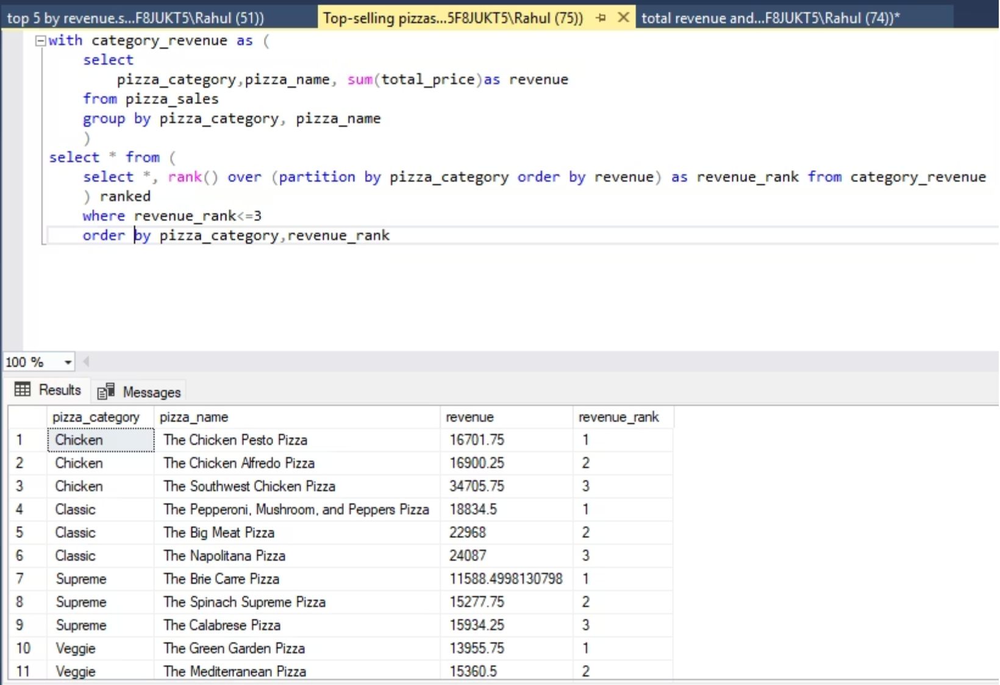 top 5 by revenue.s...F8JUKT5\Rahul (51)) Top-selling pizzas...5F8JUKT5\Rahul (75)) total revenue and...F8JUKT5\Rahul (74))*
with category_revenue as (
select
pizza_category,pizza_name, sum(total_price)as revenue
from pizza_sales
group by pizza_category, pizza_name
)
select * from (
select *, rank() over (partition by pizza_category order by revenue) as revenue_rank from category_revenue
) ranked
where revenue_rank<=3
order by pizza_category,revenue_rank
100 %
Results Messages
pizza_category pizza_name revenue revenue_rank
1 Chicken The Chicken Pesto Pizza 16701.75 1
2 Chicken The Chicken Alfredo Pizza 16900.25 2
3 Chicken The Southwest Chicken Pizza 34705.75 3
4 Classic The Pepperoni, Mushroom, and Peppers Pizza 18834.5 1
5 Classic The Big Meat Pizza 22968 2
6 Classic The Napolitana Pizza 24087 3
7 Supreme The Brie Carre Pizza 11588.4998130798 1
8 Supreme The Spinach Supreme Pizza 15277.75 2
9 Supreme The Calabrese Pizza 15934.25 3
10 Veggie The Green Garden Pizza 13955.75 1
11 Veggie The Mediterranean Pizza 15360.5 2